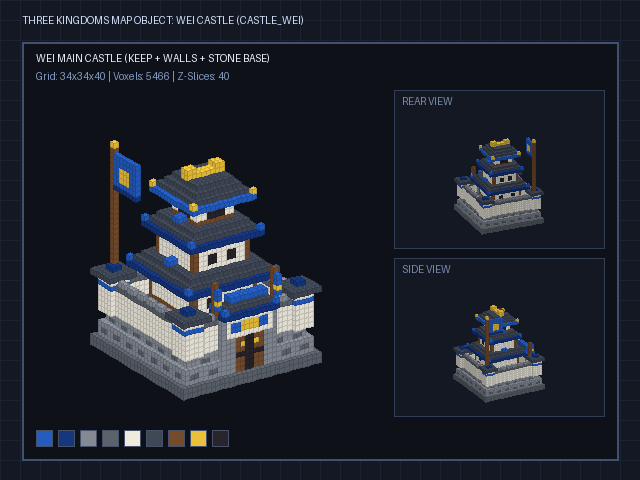 THREE KINGDOMS MAP OBJECT: WEI CASTLE (CASTLE_WEI)
WEI MAIN CASTLE (KEEP + WALLS + STONE BASE)
Grid: 34x34x40 | Voxels: 5466 | Z-Slices: 40
REAR VIEW
SIDE VIEW